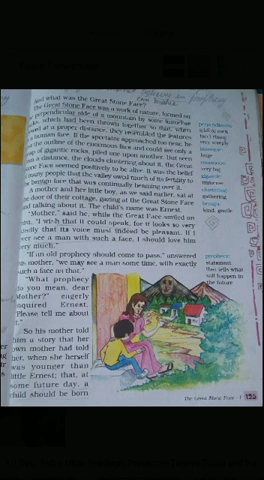 And what was the Great Stone Face?
The Great Stone Face was a work of nature, formed on
the perpendicular side of a mountain by some
rocks, which had been thrown together so that, when
viewed at a proper distance, they resembled the features
of a human face. If the spectator approached too near, he
lost the outline of the enormous face and could see only a
heap of gigantic rocks, piled one upon another. But seen
from a distance, the clouds clustering about it, the Great
Stone Face seemed positively to be alive. It was the belief
of many people that the valley owed much of its fertility to
the benign face that was continually beaming over it.
A mother and her little boy, as we said earlier, sat at
the door of their cottage, gazing at the Great Stone Face
and talking about it. The child's name was Ernest.
"Mother," said he, while the Great Face smiled on
him, "I wish that it could speak, for it looks so very
kindly that its voice must indeed be pleasant. If I
ever see a man with such a face, I should love him
very much."
"If an old prophecy should come to pass," answered
his mother, "we may see a man some time, with exactly
such a face as that."
"What prophecy
do you mean, dear
Mother?" eagerly
inquired Ernest.
"Please tell me about
it."
So his mother told
him a story that her
own mother had told
her, when she herself
was younger than
little Ernest; that, at
some future day, a
child should be born
perpendicular:
very steep
huge
very big
clustering:
gathering
benign:
kind, gentle
prophecy:
statement
that tells what
will happen in
the future
The Great Stone Face – I 135